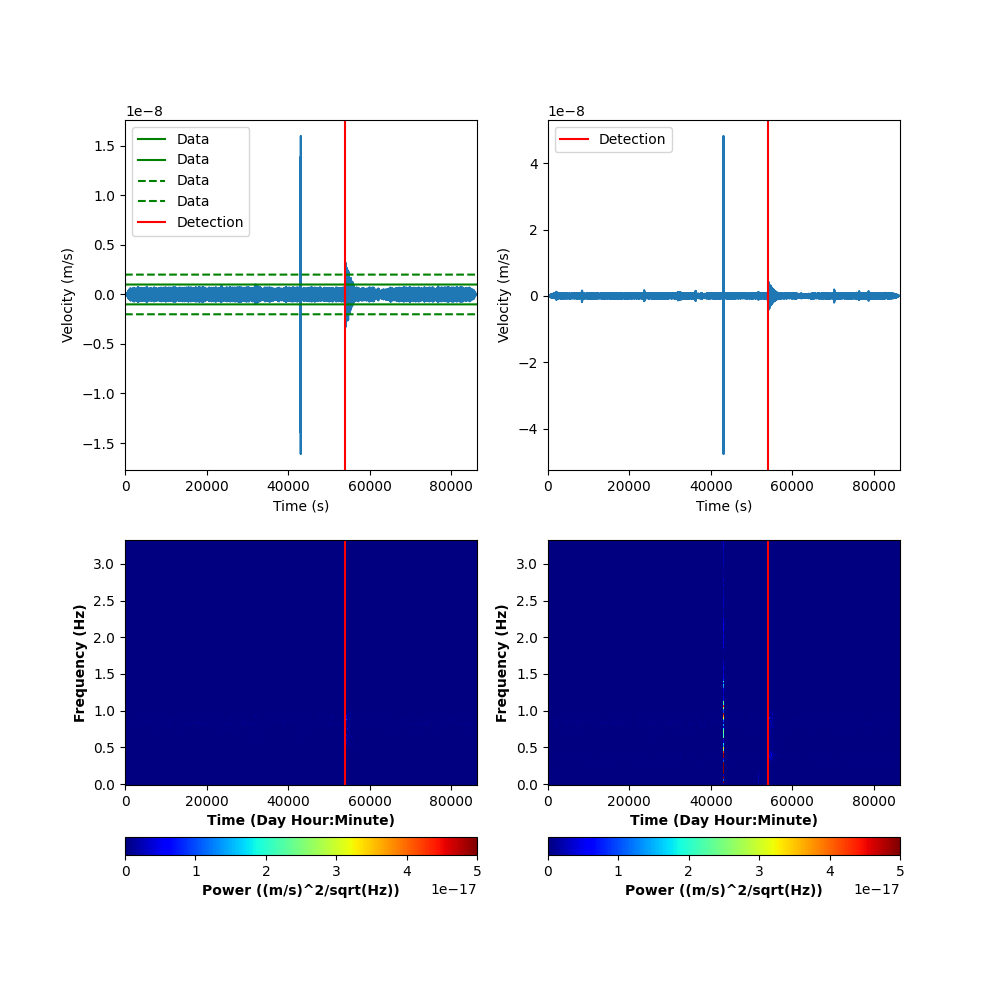 1e−8
Data
Data
Data
Data
Detection
1.5
1.0
0.5
0.0
−0.5
−1.0
−1.5
Velocity (m/s)
0 20000 40000 60000 80000
Time (s)
1e−8
Detection
4
2
0
−2
−4
Velocity (m/s)
0 20000 40000 60000 80000
Time (s)
3.0
2.5
2.0
1.5
1.0
0.5
0.0
Frequency (Hz)
0 20000 40000 60000 80000
Time (Day Hour:Minute)
0 1 2 3 4 5
Power ((m/s)^2/sqrt(Hz))
1e−17
3.0
2.5
2.0
1.5
1.0
0.5
0.0
Frequency (Hz)
0 20000 40000 60000 80000
Time (Day Hour:Minute)
0 1 2 3 4 5
Power ((m/s)^2/sqrt(Hz))
1e−17